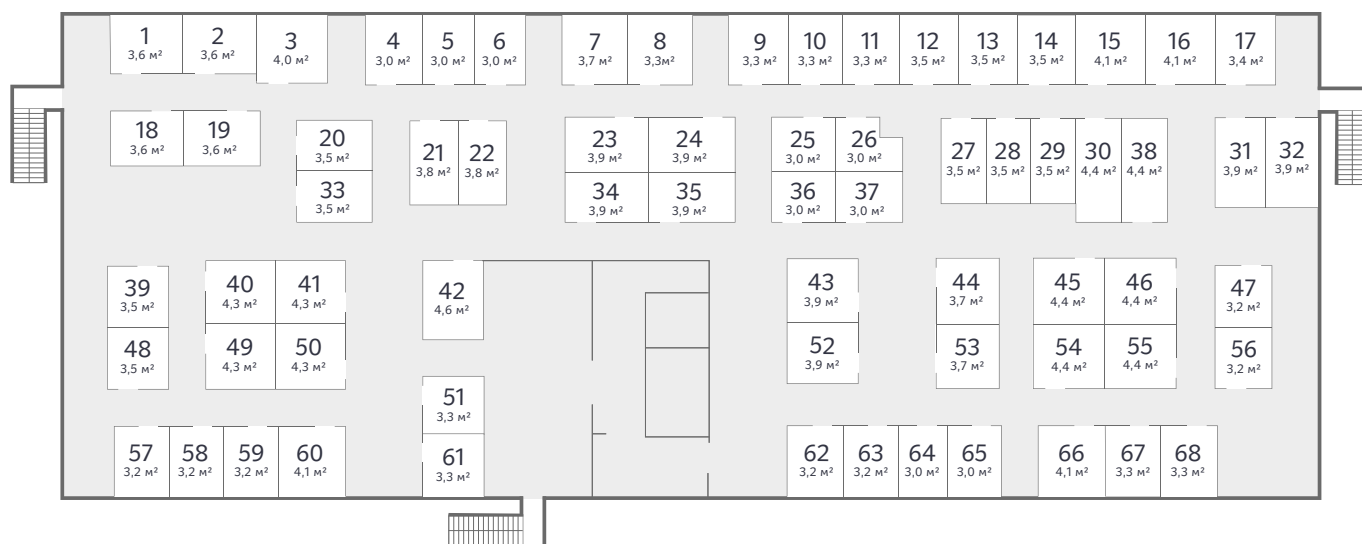 1
3,6 м²
2
3,6 м²
3
4,0 м²
4
3,0 м²
5
3,0 м²
6
3,0 м²
7
3,7 м²
8
3,3м²
9
3,3 м²
10
3,3 м²
11
3,3 м²
12
3,5 м²
13
3,5 м²
14
3,5 м²
15
4,1 м²
16
4,1 м²
17
3,4 м²
18
3,6 м²
19
3,6 м²
20
3,5 м²
21
3,8 м²
22
3,8 м²
23
3,9 м²
24
3,9 м²
25
3,0 м²
26
3,0 м²
27
3,5 м²
28
3,5 м²
29
3,5 м²
30
4,4 м²
38
4,4 м²
31
3,9 м²
32
3,9 м²
33
3,5 м²
34
3,9 м²
35
3,9 м²
36
3,0 м²
37
3,0 м²
39
3,5 м²
40
4,3 м²
41
4,3 м²
42
4,6 м²
43
3,9 м²
44
3,7 м²
45
4,4 м²
46
4,4 м²
47
3,2 м²
48
3,5 м²
49
4,3 м²
50
4,3 м²
51
3,3 м²
52
3,9 м²
53
3,7 м²
54
4,4 м²
55
4,4 м²
56
3,2 м²
57
3,2 м²
58
3,2 м²
59
3,2 м²
60
4,1 м²
61
3,3 м²
62
3,2 м²
63
3,2 м²
64
3,0 м²
65
3,0 м²
66
4,1 м²
67
3,3 м²
68
3,3 м²